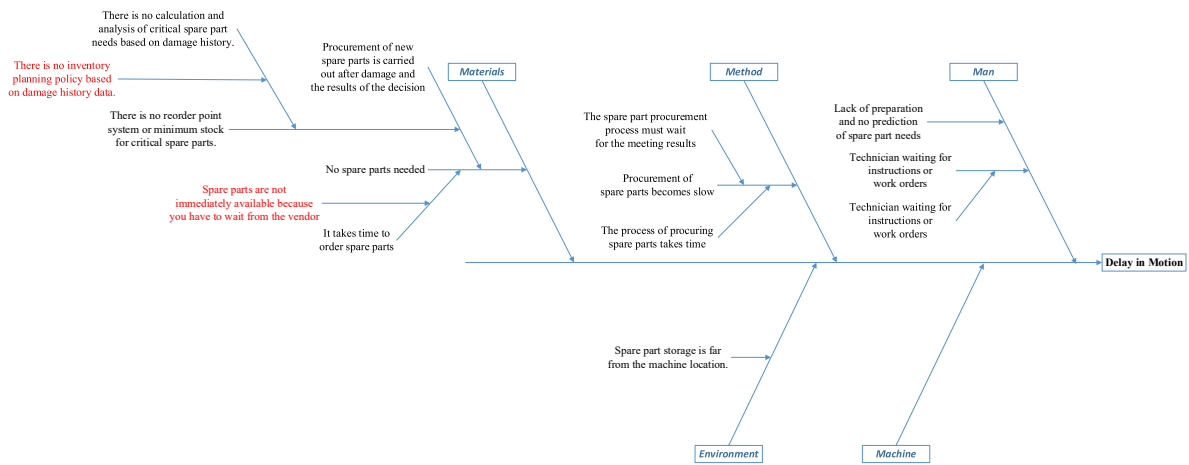 There is no calculation and
analysis of critical spare part
needs based on damage history.
There is no inventory
planning policy based
on damage history data.
There is no reorder point
system or minimum stock
for critical spare parts.
Procurement of new
spare parts is carried
out after damage and
the results of the decision
No spare parts needed
Spare parts are not
immediately available because
you have to wait from the vendor
It takes time to
order spare parts
Materials
Method
The spare part procurement
process must wait
for the meeting results
Procurement of
spare parts becomes slow
The process of procuring
spare parts takes time
Man
Lack of preparation
and no prediction
of spare part needs
Technician waiting for
instructions or
work orders
Technician waiting for
instructions or
work orders
Delay in Motion
Spare part storage is far
from the machine location.
Environment
Machine